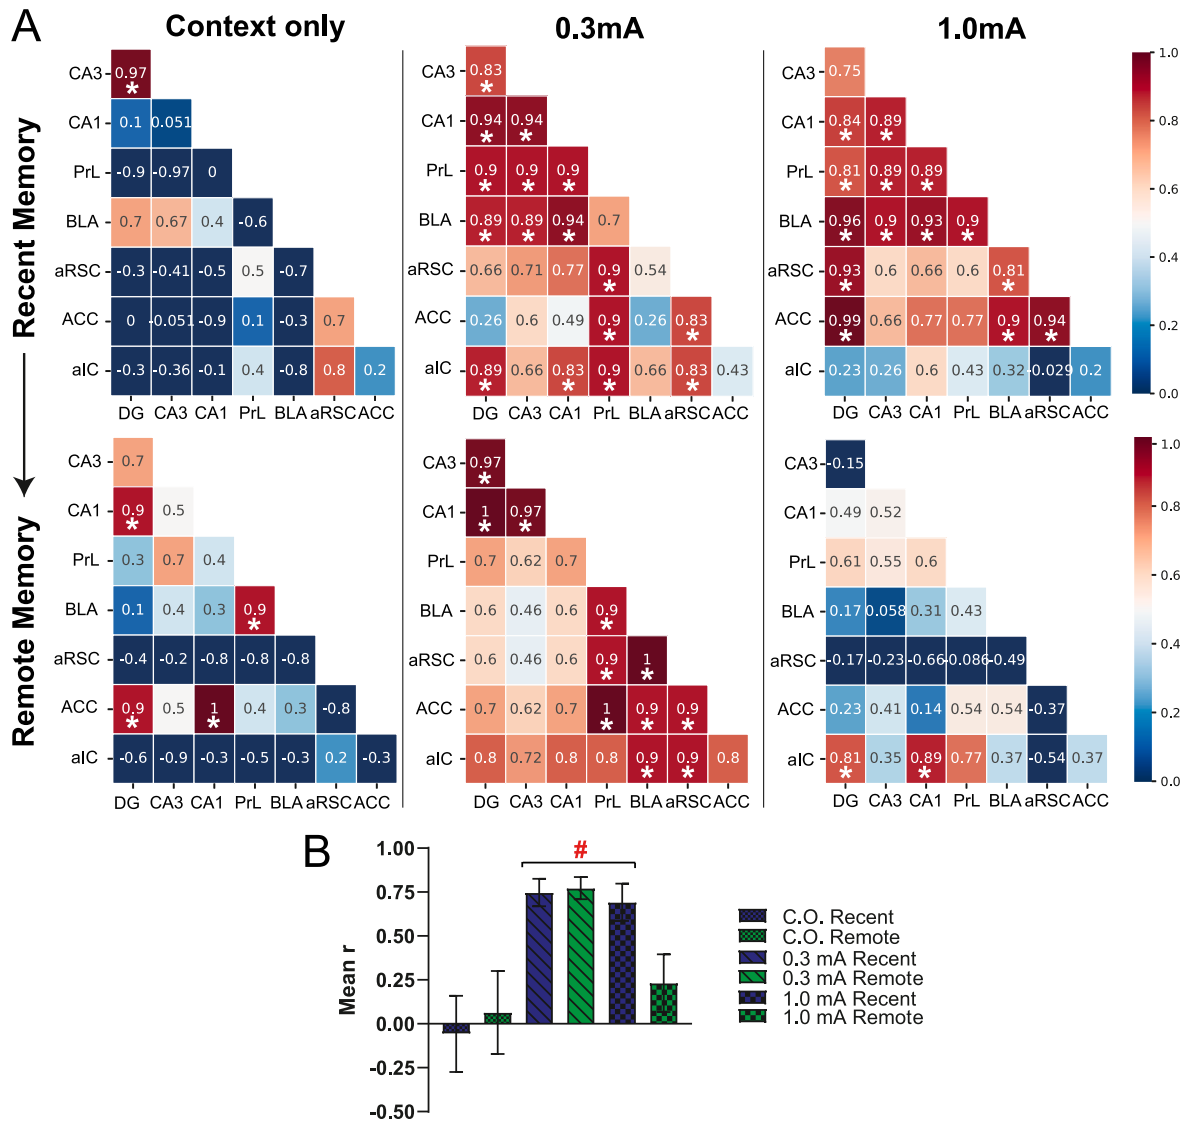 A
Context only
0.3mA
1.0mA
Recent Memory
Remote Memory
CA3 0.97 *
CA1 0.1 0.051
PrL -0.9 -0.97 0
BLA 0.7 0.67 0.4 -0.6
aRSC -0.3 -0.41 -0.5 0.5 -0.7
ACC 0 -0.051 -0.9 0.1 -0.3 0.7
aIC -0.3 -0.36 -0.1 0.4 -0.8 0.8 0.2
DG CA3 CA1 PrL BLA aRSC ACC
CA3 0.83 *
CA1 0.94 * 0.94 *
PrL 0.9 * 0.9 * 0.9 *
BLA 0.89 * 0.89 * 0.94 * 0.7
aRSC 0.66 0.71 0.77 0.9 * 0.54
ACC 0.26 0.6 0.49 0.9 * 0.26 0.83 *
aIC 0.89 * 0.66 0.83 * 0.9 * 0.66 0.83 * 0.43
DG CA3 CA1 PrL BLA aRSC ACC
CA3 0.75
CA1 0.84 * 0.89 *
PrL 0.81 * 0.89 * 0.89 *
BLA 0.96 * 0.9 * 0.93 * 0.9 *
aRSC 0.93 * 0.6 0.66 0.6 0.81 *
ACC 0.99 * 0.66 0.77 0.77 0.9 * 0.94 *
aIC 0.23 0.26 0.6 0.43 0.32 -0.029 0.2
DG CA3 CA1 PrL BLA aRSC ACC
1.0
0.8
0.6
0.4
0.2
0.0
CA3 0.7
CA1 0.9 * 0.5
PrL 0.3 0.7 0.4
BLA 0.1 0.4 0.3 0.9 *
aRSC -0.4 -0.2 -0.8 -0.8 -0.8
ACC 0.9 * 0.5 1 * 0.4 0.3 -0.8
aIC -0.6 -0.9 -0.3 -0.5 -0.3 0.2 -0.3
DG CA3 CA1 PrL BLA aRSC ACC
CA3 0.97 *
CA1 1 * 0.97 *
PrL 0.7 0.62 0.7
BLA 0.6 0.46 0.6 0.9 *
aRSC 0.6 0.46 0.6 0.9 * 1 *
ACC 0.7 0.62 0.7 1 * 0.9 * 0.9 *
aIC 0.8 0.72 0.8 0.8 0.9 * 0.9 * 0.8
DG CA3 CA1 PrL BLA aRSC ACC
CA3 -0.15
CA1 0.49 0.52
PrL 0.61 0.55 0.6
BLA 0.17 0.058 0.31 0.43
aRSC -0.17 -0.23 -0.66 -0.086 -0.49
ACC 0.23 0.41 0.14 0.54 0.54 -0.37
aIC 0.81 * 0.35 0.89 * 0.77 0.37 -0.54 0.37
DG CA3 CA1 PrL BLA aRSC ACC
1.0
0.8
0.6
0.4
0.2
0.0
B
Mean r
1.00
0.75
0.50
0.25
0.00
-0.25
-0.50
#
C.O. Recent
C.O. Remote
0.3 mA Recent
0.3 mA Remote
1.0 mA Recent
1.0 mA Remote